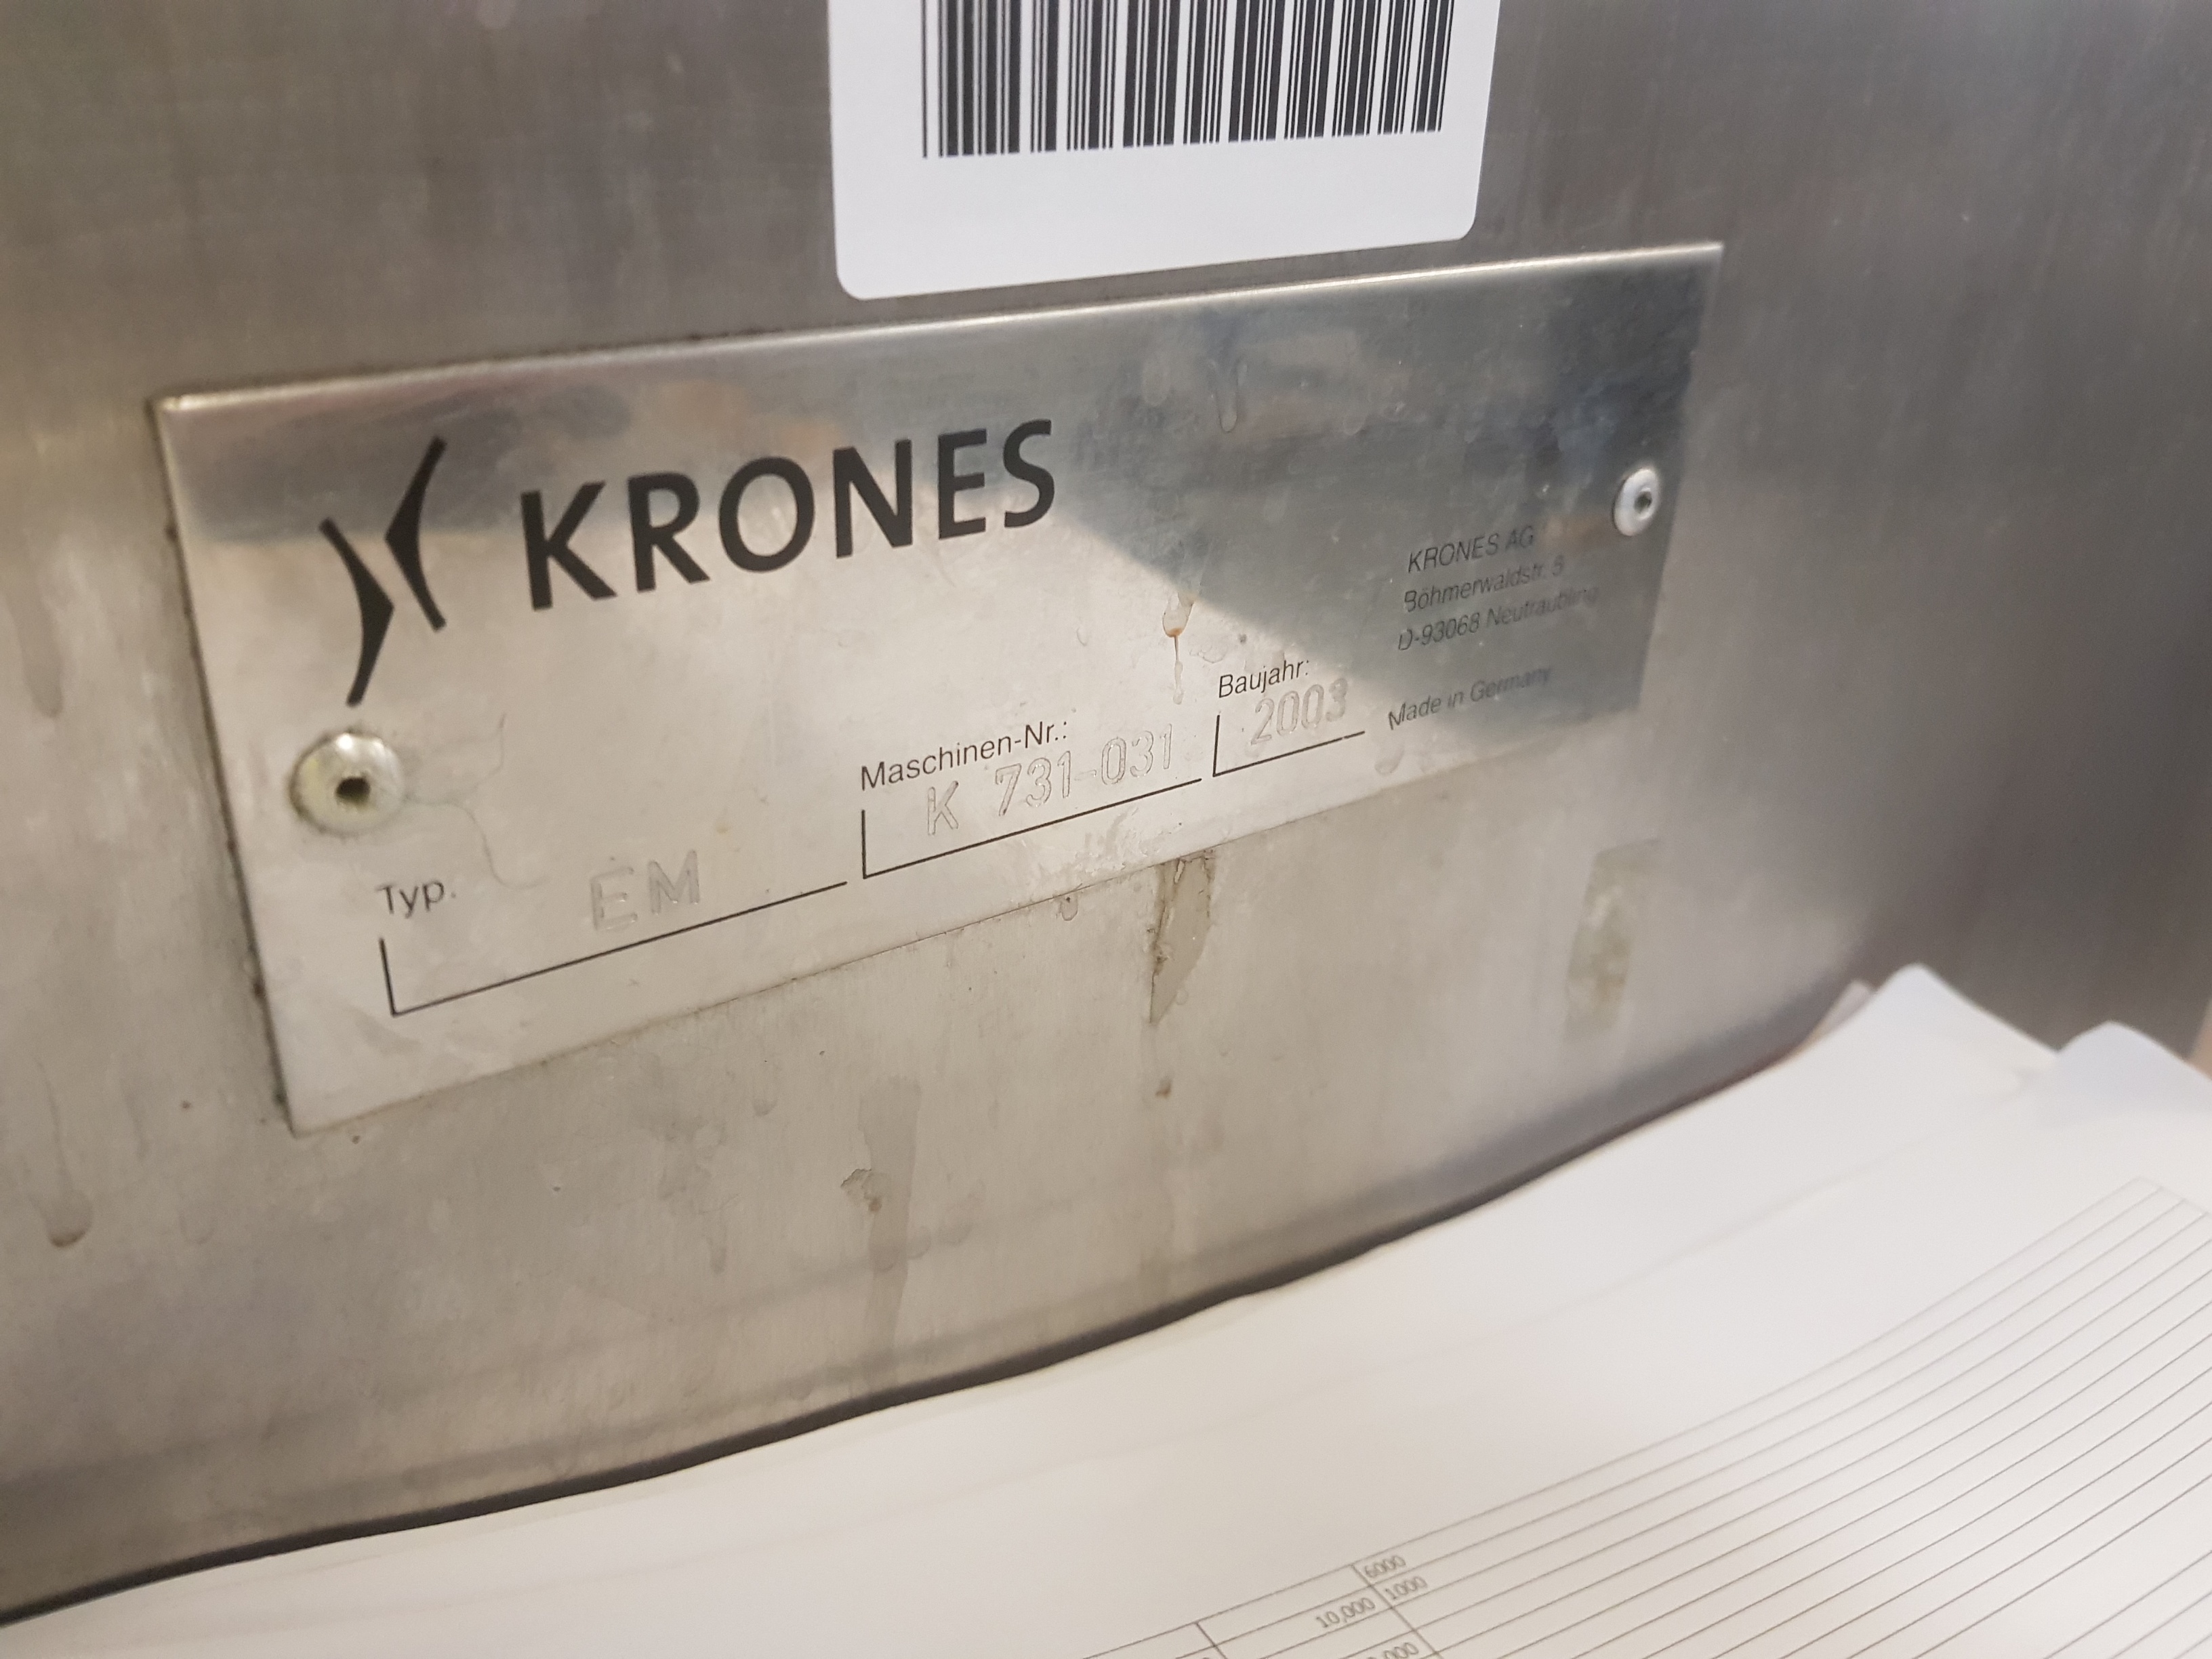 KRONES
KRONES AG
Böhmerwaldstr. 5
D-93068 Neutraubling
Made in Germany
Baujahr:
2003
Maschinen-Nr.:
K 731-031
Typ.
EM
6000
10,000 1000